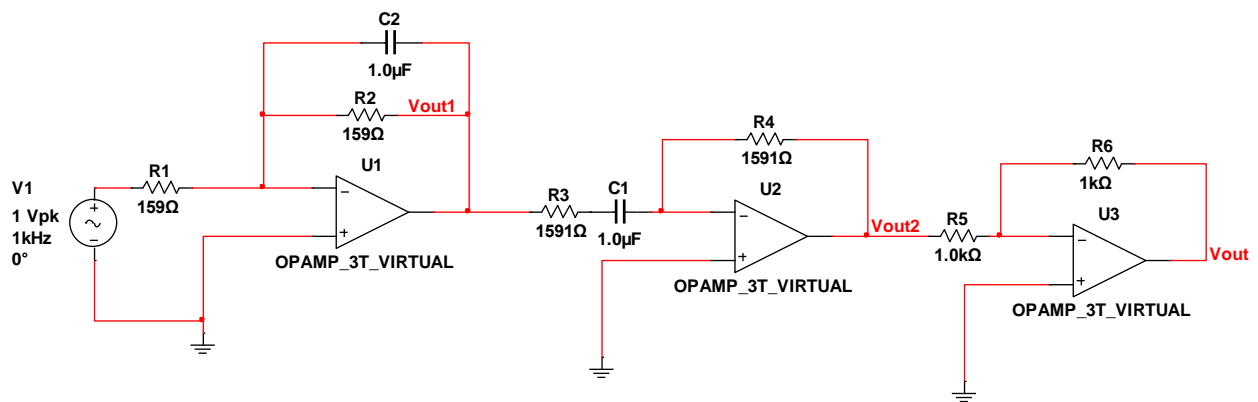 C2
1.0µF
R2
Vout1
159Ω
U1
R1
159Ω
V1
1 Vpk
1kHz
0°
OPAMP_3T_VIRTUAL
R3
1591Ω
C1
1.0µF
R4
1591Ω
U2
Vout2
OPAMP_3T_VIRTUAL
R5
1.0kΩ
R6
1kΩ
U3
Vout
OPAMP_3T_VIRTUAL